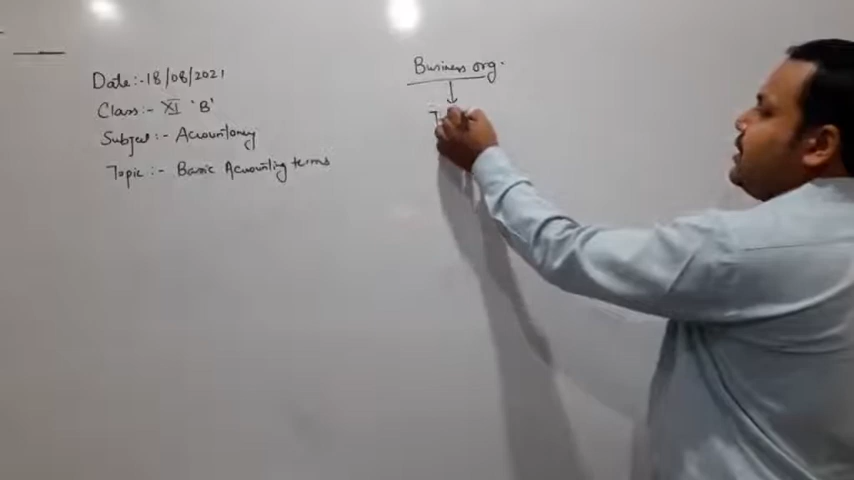 Date:-18/08/2021
Class:- XI 'B'
Subject:- Accountancy
Topic:- Basic Accounting terms
Business org.